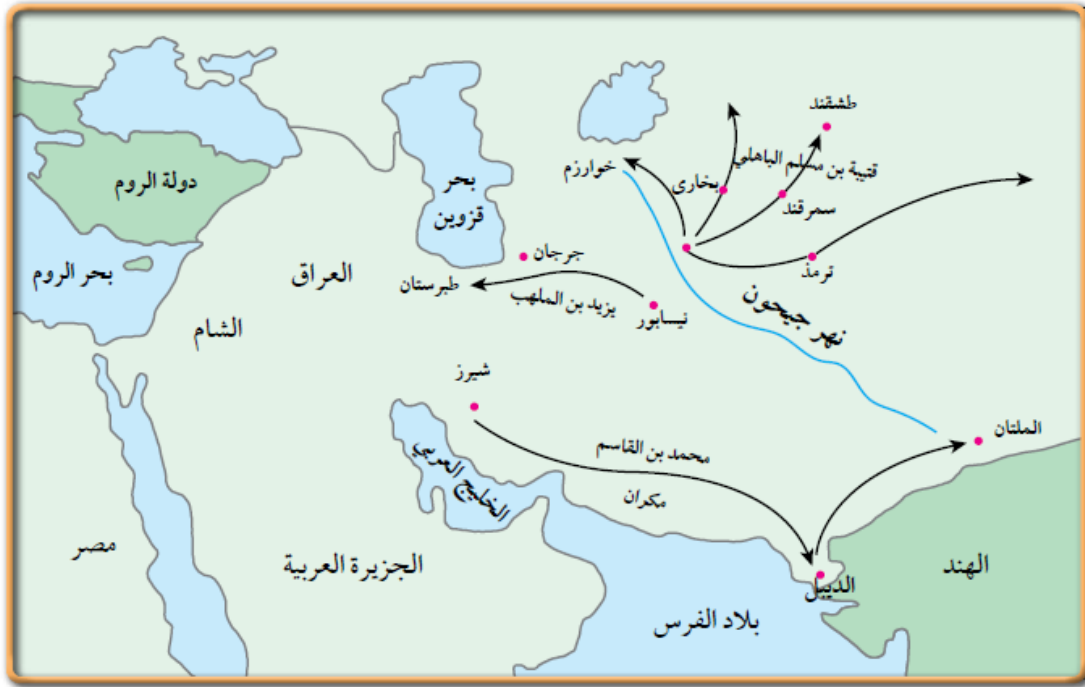 طشقند
قتيبة بن مسلم الباهلي
خوارزم
بخارى
سمرقند
ترمذ
دولة الروم
بحر
قزوين
بحر الروم
العراق
جرجان
طبرستان
يزيد بن الملهب
نيسابور
نهر جيحون
الشام
شيرز
الملتان
محمد بن القاسم
الخليج العربي
مكران
مصر
الجزيرة العربية
الهند
الديبل
بلاد الفرس